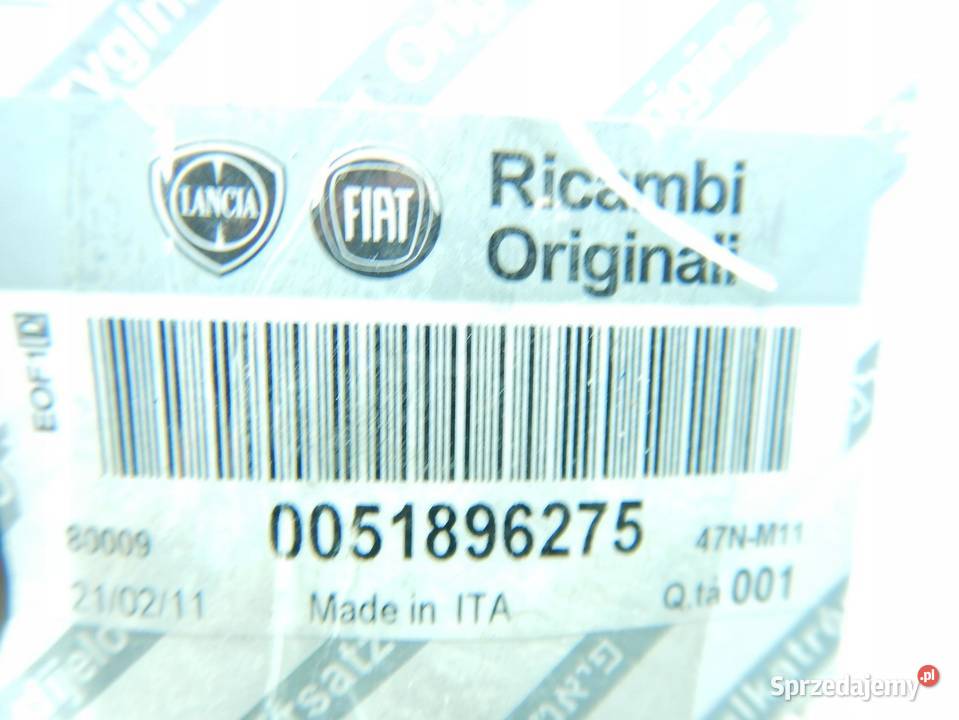 LANCIA
FIAT
Ricambi
Originali
EOF1 D
0051896275
80009
47N-M11
21/02/11
Made in ITA
Q.tà 001
Sprzedajemy.pl